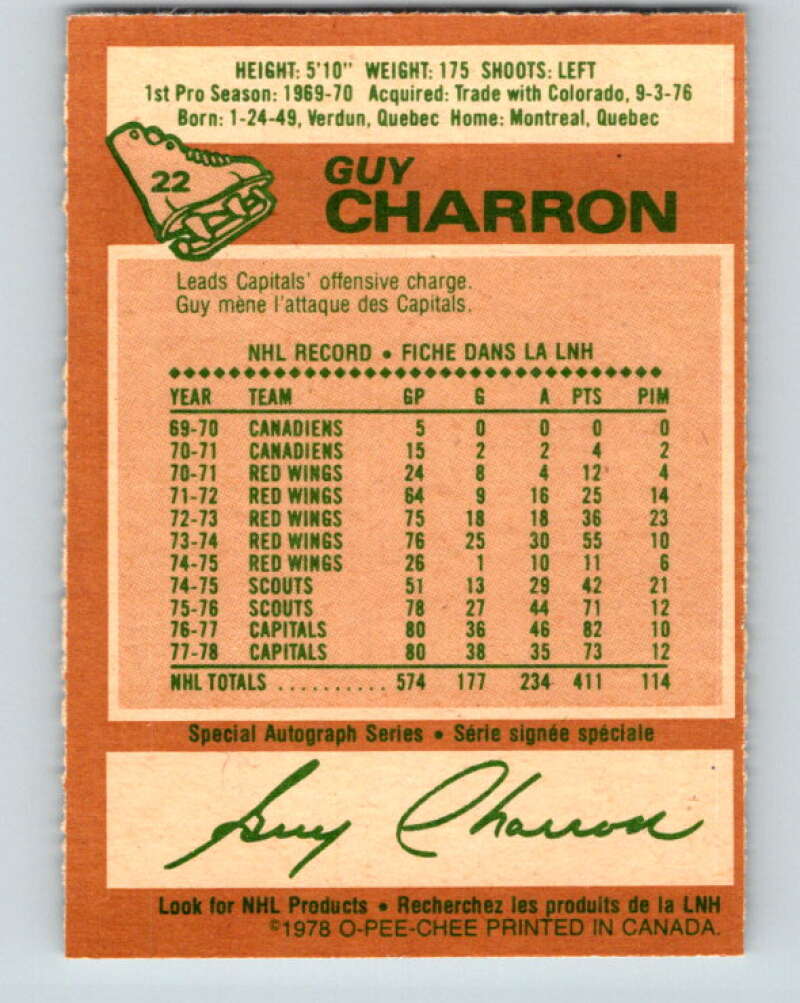 HEIGHT: 5'10" WEIGHT: 175 SHOOTS: LEFT
1st Pro Season: 1969-70 Acquired: Trade with Colorado, 9-3-76
Born: 1-24-49, Verdun, Quebec Home: Montreal, Quebec
22
GUY
CHARRON
Leads Capitals' offensive charge.
Guy mène l'attaque des Capitals.
NHL RECORD • FICHE DANS LA LNH
YEAR TEAM GP G A PTS PIM
69-70 CANADIENS 5 0 0 0 0
70-71 CANADIENS 15 2 2 4 2
70-71 RED WINGS 24 8 4 12 4
71-72 RED WINGS 64 9 16 25 14
72-73 RED WINGS 75 18 18 36 23
73-74 RED WINGS 76 25 30 55 10
74-75 RED WINGS 26 1 10 11 6
74-75 SCOUTS 51 13 29 42 21
75-76 SCOUTS 78 27 44 71 12
76-77 CAPITALS 80 36 46 82 10
77-78 CAPITALS 80 38 35 73 12
NHL TOTALS .......... 574 177 234 411 114
Special Autograph Series • Série signée spéciale
Guy Charron
Look for NHL Products • Recherchez les produits de la LNH
©1978 O-PEE-CHEE PRINTED IN CANADA.